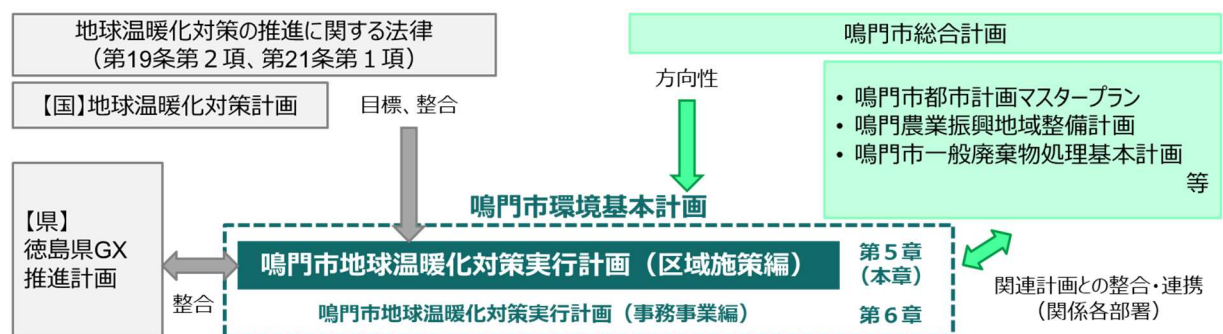 地球温暖化対策の推進に関する法律
（第19条第２項、第21条第１項）
【国】地球温暖化対策計画
目標、整合
鳴門市総合計画
方向性
• 鳴門市都市計画マスタープラン
• 鳴門農業振興地域整備計画
• 鳴門市一般廃棄物処理基本計画
等
【県】
徳島県GX
推進計画
整合
鳴門市環境基本計画
鳴門市地球温暖化対策実行計画（区域施策編）
第５章
（本章）
鳴門市地球温暖化対策実行計画（事務事業編）
第６章
関連計画との整合・連携
（関係各部署）